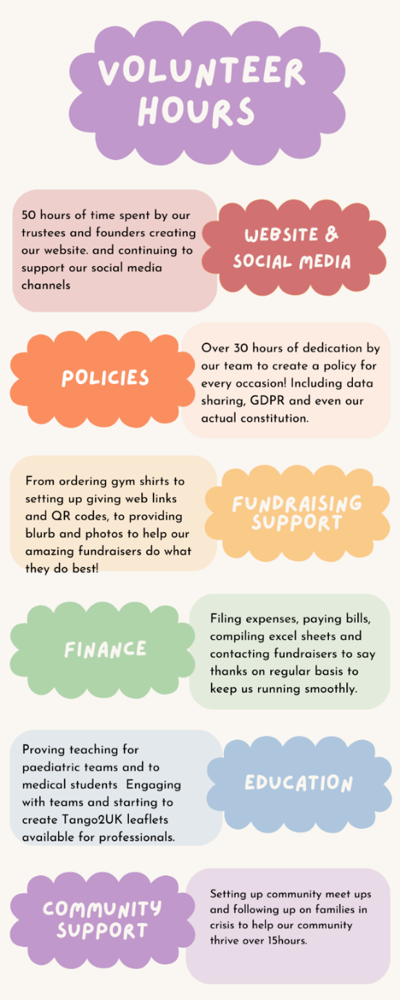 VOLUNTEER
HOURS
50 hours of time spent by our
trustees and founders creating
our website. and continuing to
support our social media
channels
WEBSITE &
SOCIAL MEDIA
POLICIES
Over 30 hours of dedication by
our team to create a policy for
every occasion! Including data
sharing, GDPR and even our
actual constitution.
From ordering gym shirts to
setting up giving web links
and QR codes, to providing
blurb and photos to help our
amazing fundraisers do what
they do best!
FUNDRAISING
SUPPORT
FINANCE
Filing expenses, paying bills,
compiling excel sheets and
contacting fundraisers to say
thanks on regular basis to
keep us running smoothly.
Proving teaching for
paediatric teams and to
medical students  Engaging
with teams and starting to
create Tango2UK leaflets
available for professionals.
EDUCATION
COMMUNITY
SUPPORT
Setting up community meet ups
and following up on families in
crisis to help our community
thrive over 15hours.